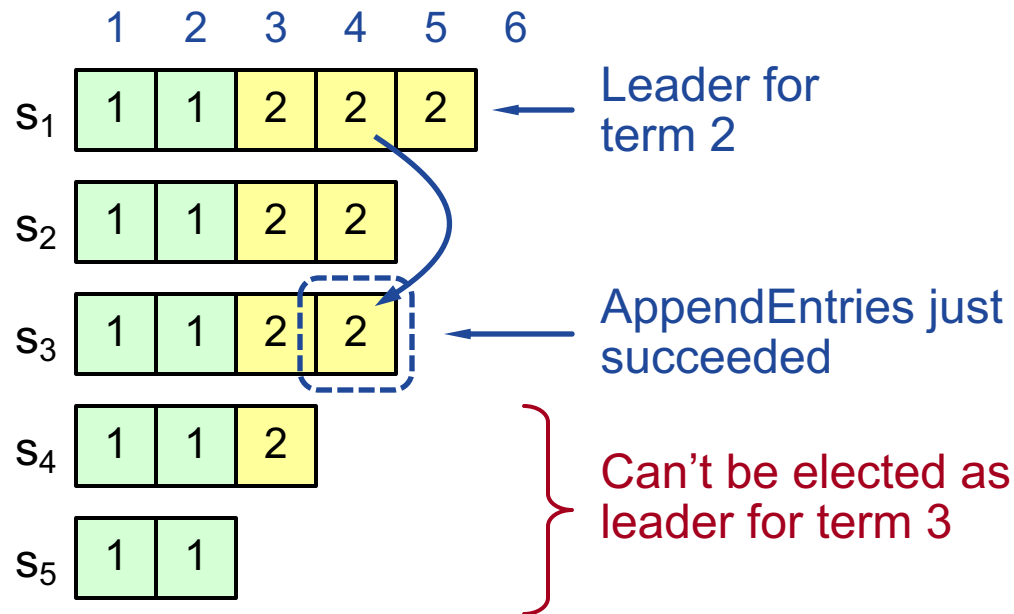 1 2 3 4 5 6
s1 1 1 2 2 2
Leader for
term 2
s2 1 1 2 2
s3 1 1 2 2
AppendEntries just
succeeded
s4 1 1 2
Can’t be elected as
leader for term 3
s5 1 1